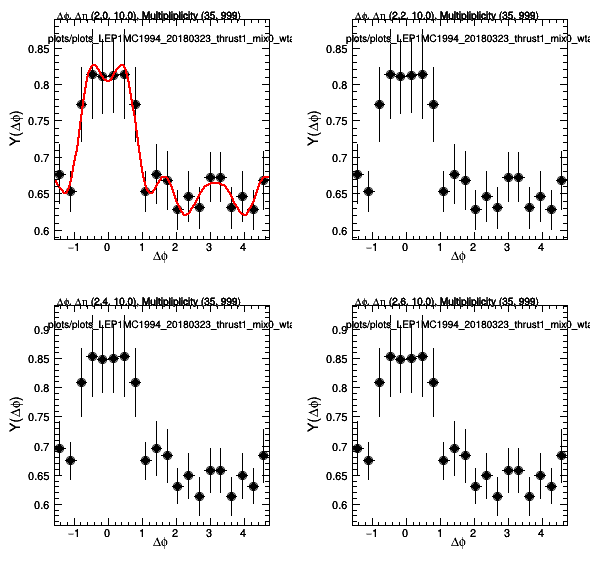 Δϕ, Δη (2.0, 10.0), Multipliplicity (35, 999)
plots/plots_LEP1MC1994_20180323_thrust1_mix0_wta
Y(Δϕ)
0.85
0.8
0.75
0.7
0.65
0.6
−1 0 1 2 3 4
Δϕ
Δϕ, Δη (2.2, 10.0), Multipliplicity (35, 999)
plots/plots_LEP1MC1994_20180323_thrust1_mix0_wta
Y(Δϕ)
0.85
0.8
0.75
0.7
0.65
0.6
−1 0 1 2 3 4
Δϕ
Δϕ, Δη (2.4, 10.0), Multipliplicity (35, 999)
plots/plots_LEP1MC1994_20180323_thrust1_mix0_wta
Y(Δϕ)
0.9
0.85
0.8
0.75
0.7
0.65
0.6
−1 0 1 2 3 4
Δϕ
Δϕ, Δη (2.6, 10.0), Multipliplicity (35, 999)
plots/plots_LEP1MC1994_20180323_thrust1_mix0_wta
Y(Δϕ)
0.9
0.85
0.8
0.75
0.7
0.65
0.6
−1 0 1 2 3 4
Δϕ